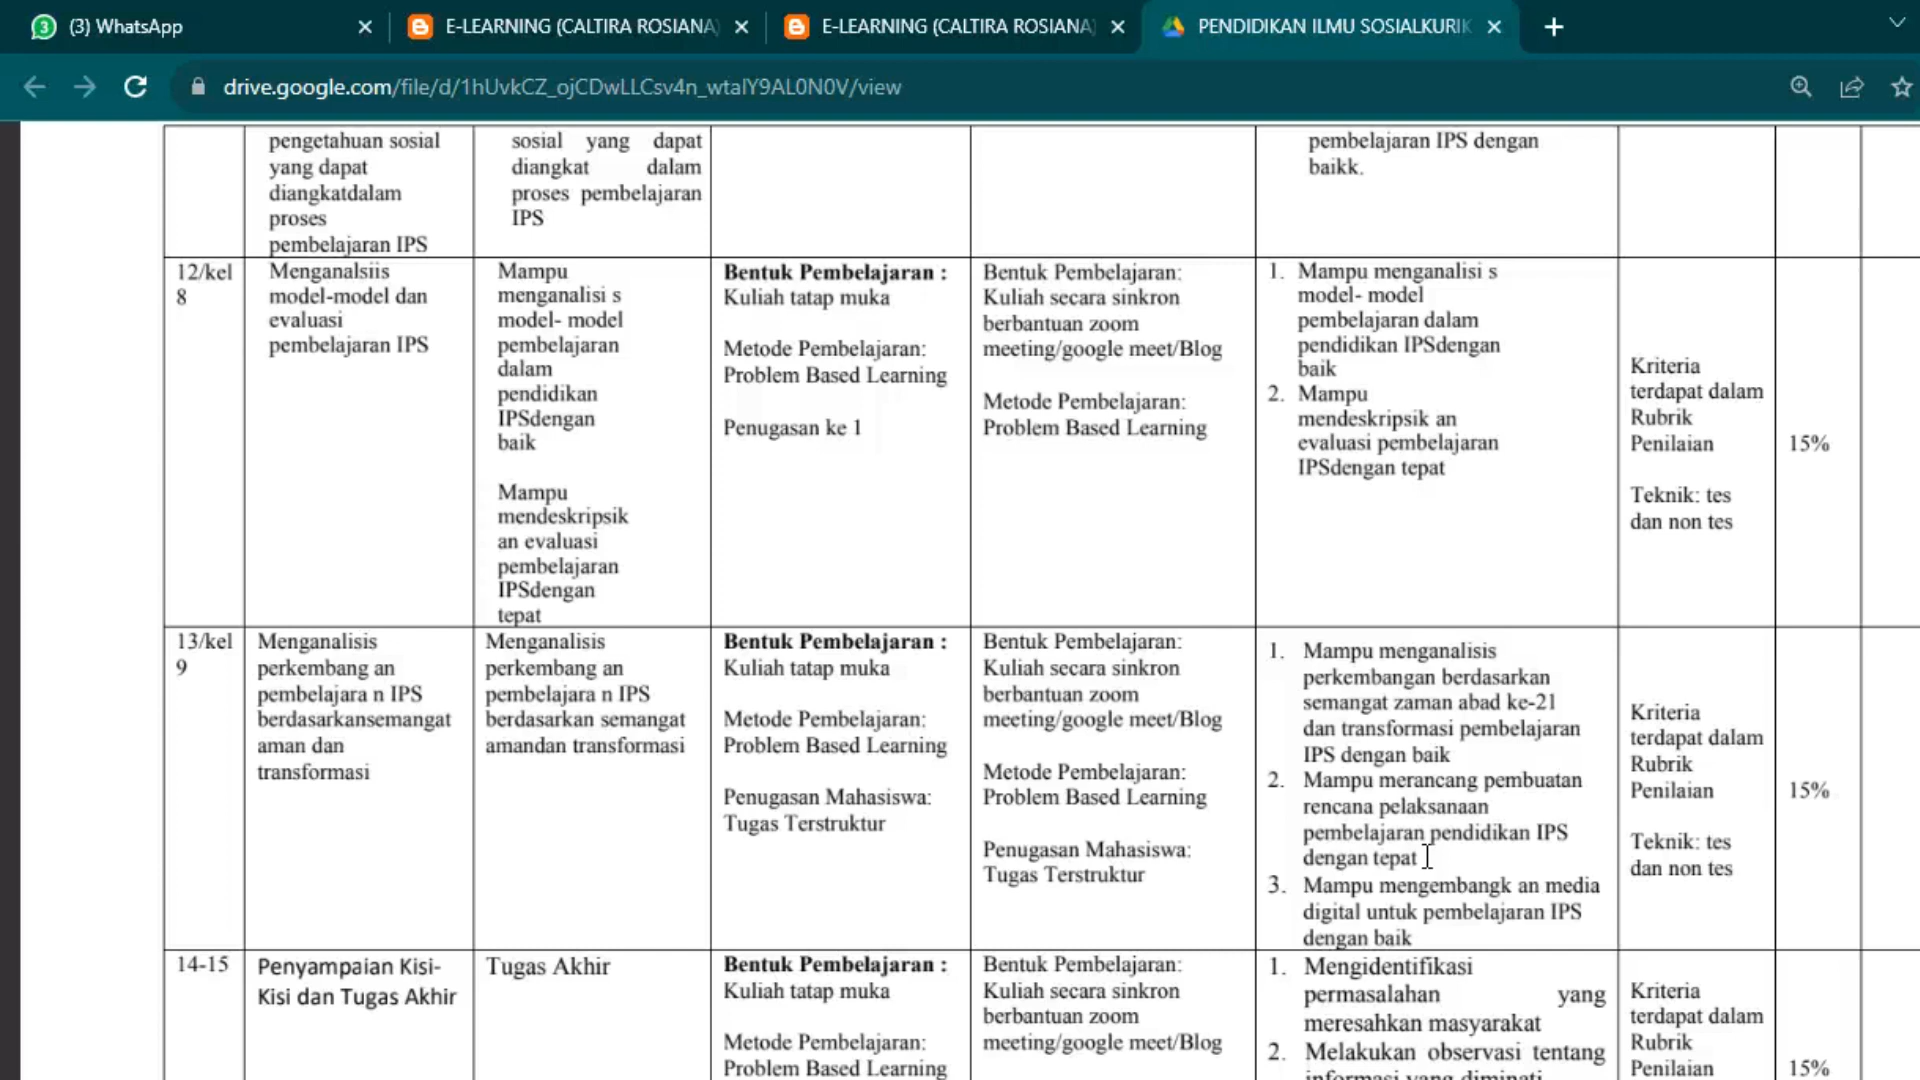 (3) WhatsApp
E-LEARNING (CALTIRA ROSIANA)
E-LEARNING (CALTIRA ROSIANA)
PENDIDIKAN ILMU SOSIALKURIK
drive.google.com/file/d/1hUvkCZ_ojCDwLLCsv4n_wtalY9AL0N0V/view
pengetahuan sosial
yang dapat
diangkatdalam
proses
pembelajaran IPS
sosial yang dapat
diangkat dalam
proses pembelajaran
IPS
pembelajaran IPS dengan
baikk.
12/kel
8
Menganalsiis
model-model dan
evaluasi
pembelajaran IPS
Mampu
menganalisi s
model- model
pembelajaran
dalam
pendidikan
IPSdengan
baik
Mampu
mendeskripsik
an evaluasi
pembelajaran
IPSdengan
tepat
Bentuk Pembelajaran :
Kuliah tatap muka
Metode Pembelajaran:
Problem Based Learning
Penugasan ke 1
Bentuk Pembelajaran:
Kuliah secara sinkron
berbantuan zoom
meeting/google meet/Blog
Metode Pembelajaran:
Problem Based Learning
1. Mampu menganalisi s
model- model
pembelajaran dalam
pendidikan IPSdengan
baik
2. Mampu
mendeskripsik an
evaluasi pembelajaran
IPSdengan tepat
Kriteria
terdapat dalam
Rubrik
Penilaian
Teknik: tes
dan non tes
15%
13/kel
9
Menganalisis
perkembang an
pembelajara n IPS
berdasarkansemangat
aman dan
transformasi
Menganalisis
perkembang an
pembelajara n IPS
berdasarkan semangat
amandan transformasi
Bentuk Pembelajaran :
Kuliah tatap muka
Metode Pembelajaran:
Problem Based Learning
Penugasan Mahasiswa:
Tugas Terstruktur
Bentuk Pembelajaran:
Kuliah secara sinkron
berbantuan zoom
meeting/google meet/Blog
Metode Pembelajaran:
Problem Based Learning
Penugasan Mahasiswa:
Tugas Terstruktur
1. Mampu menganalisis
perkembangan berdasarkan
semangat zaman abad ke-21
dan transformasi pembelajaran
IPS dengan baik
2. Mampu merancang pembuatan
rencana pelaksanaan
pembelajaran pendidikan IPS
dengan tepat
3. Mampu mengembangk an media
digital untuk pembelajaran IPS
dengan baik
Kriteria
terdapat dalam
Rubrik
Penilaian
Teknik: tes
dan non tes
15%
14-15
Penyampaian Kisi-
Kisi dan Tugas Akhir
Tugas Akhir
Bentuk Pembelajaran :
Kuliah tatap muka
Metode Pembelajaran:
Problem Based Learning
Bentuk Pembelajaran:
Kuliah secara sinkron
berbantuan zoom
meeting/google meet/Blog
1. Mengidentifikasi
permasalahan yang
meresahkan masyarakat
2. Melakukan observasi tentang
informasi yang diminati
Kriteria
terdapat dalam
Rubrik
Penilaian
15%